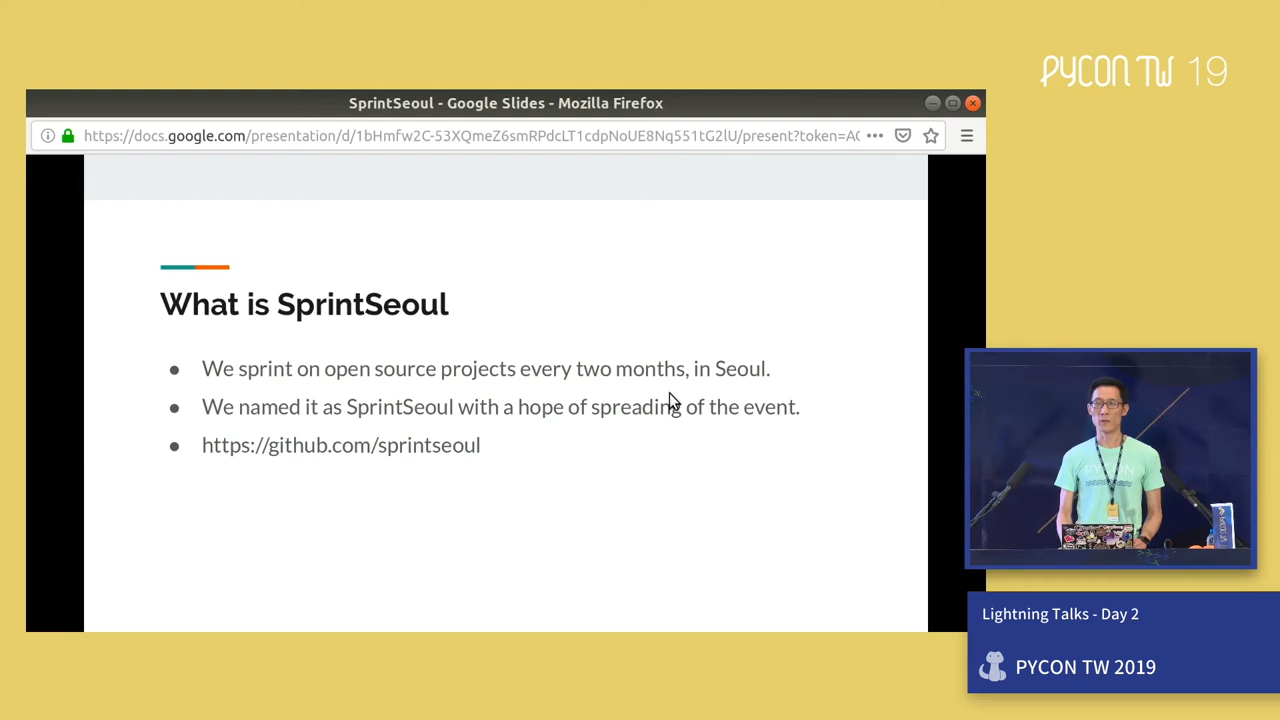 PYCON TW 19
SprintSeoul - Google Slides - Mozilla Firefox
https://docs.google.com/presentation/d/1bHmfw2C-53XQmeZ6smRPdcLT1cdpNoUE8Nq551tG2lU/present?token=AC
What is SprintSeoul
● We sprint on open source projects every two months, in Seoul.
● We named it as SprintSeoul with a hope of spreading of the event.
● https://github.com/sprintseoul
PYCON
Lightning Talks - Day 2
PYCON TW 2019